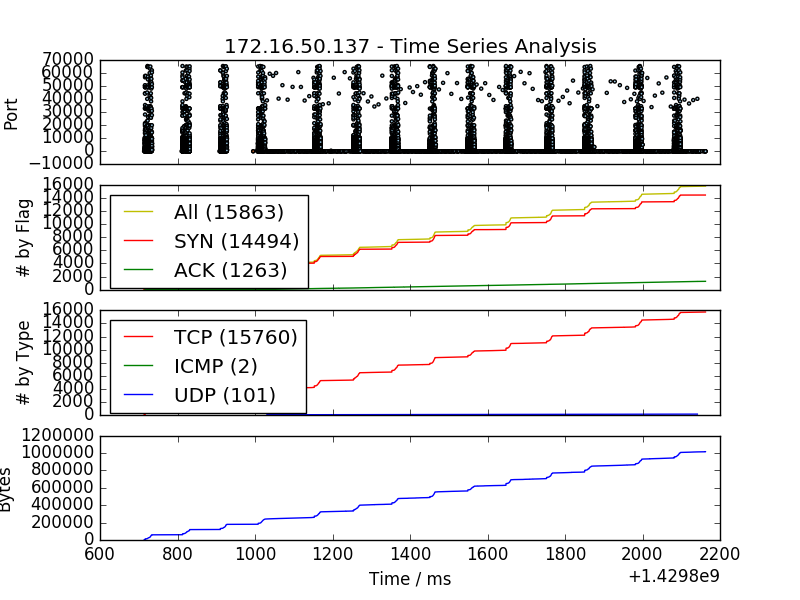 172.16.50.137 - Time Series Analysis
70000
60000
50000
40000
30000
20000
10000
0
−10000
Port
16000
14000
12000
10000
8000
6000
4000
2000
0
# by Flag
All (15863)
SYN (14494)
ACK (1263)
16000
14000
12000
10000
8000
6000
4000
2000
0
# by Type
TCP (15760)
ICMP (2)
UDP (101)
1200000
1000000
800000
600000
400000
200000
0
Bytes
600 800 1000 1200 1400 1600 1800 2000 2200
Time / ms
+1.4298e9